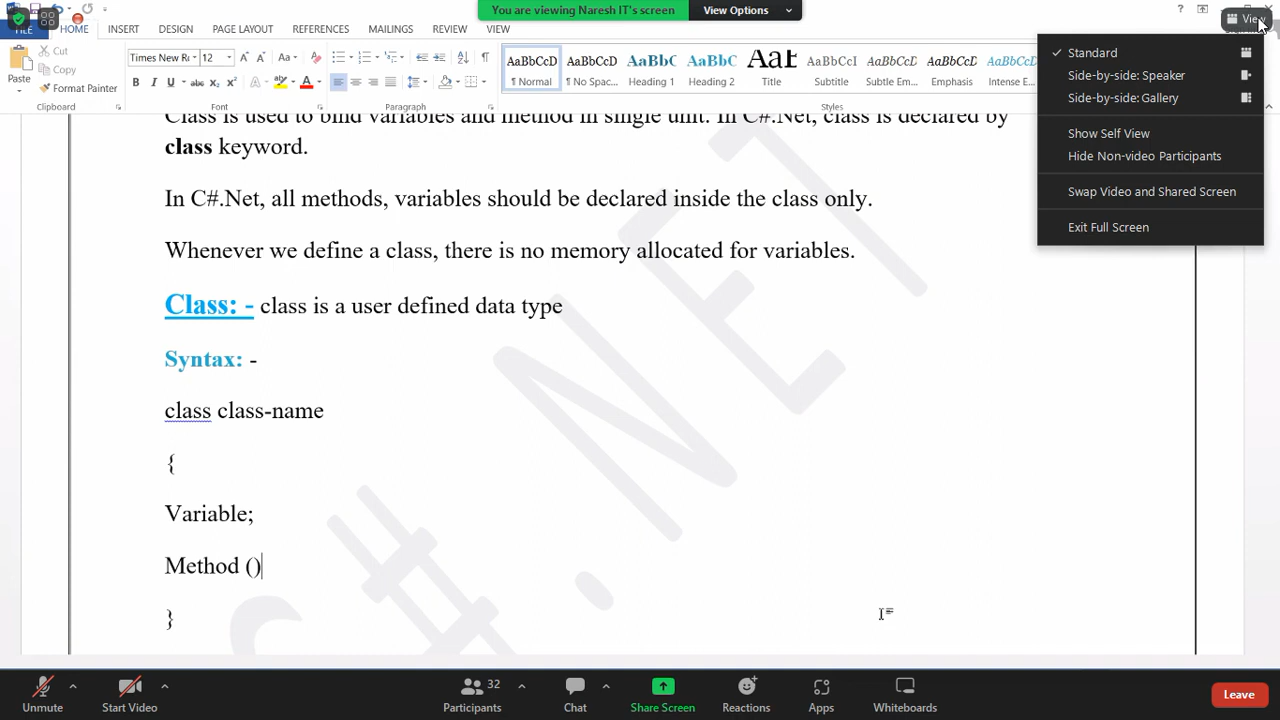 You are viewing Naresh IT's screen
View Options
View
FILE
HOME
INSERT
DESIGN
PAGE LAYOUT
REFERENCES
MAILINGS
REVIEW
VIEW
Standard
Side-by-side: Speaker
Side-by-side: Gallery
Show Self View
Hide Non-video Participants
Swap Video and Shared Screen
Exit Full Screen
Paste
Cut
Copy
Format Painter
Clipboard
Times New Ro
12
Font
Paragraph
AaBbCcD
¶ Normal
AaBbCcD
¶ No Spac...
AaBbC
Heading 1
AaBbC
Heading 2
AaB
Title
AaBbCcD
Subtitle
AaBbCcD
Subtle Em...
AaBbCcD
Emphasis
AaBbCcD
Intense E...
Styles
Class is used to bind variables and method in single unit. In C#.Net, class is declared by
class keyword.
In C#.Net, all methods, variables should be declared inside the class only.
Whenever we define a class, there is no memory allocated for variables.
Class: - class is a user defined data type
Syntax: -
class class-name
{
Variable;
Method ()
}
C#.NET
Unmute
Start Video
32
Participants
Chat
Share Screen
Reactions
Apps
Whiteboards
Leave